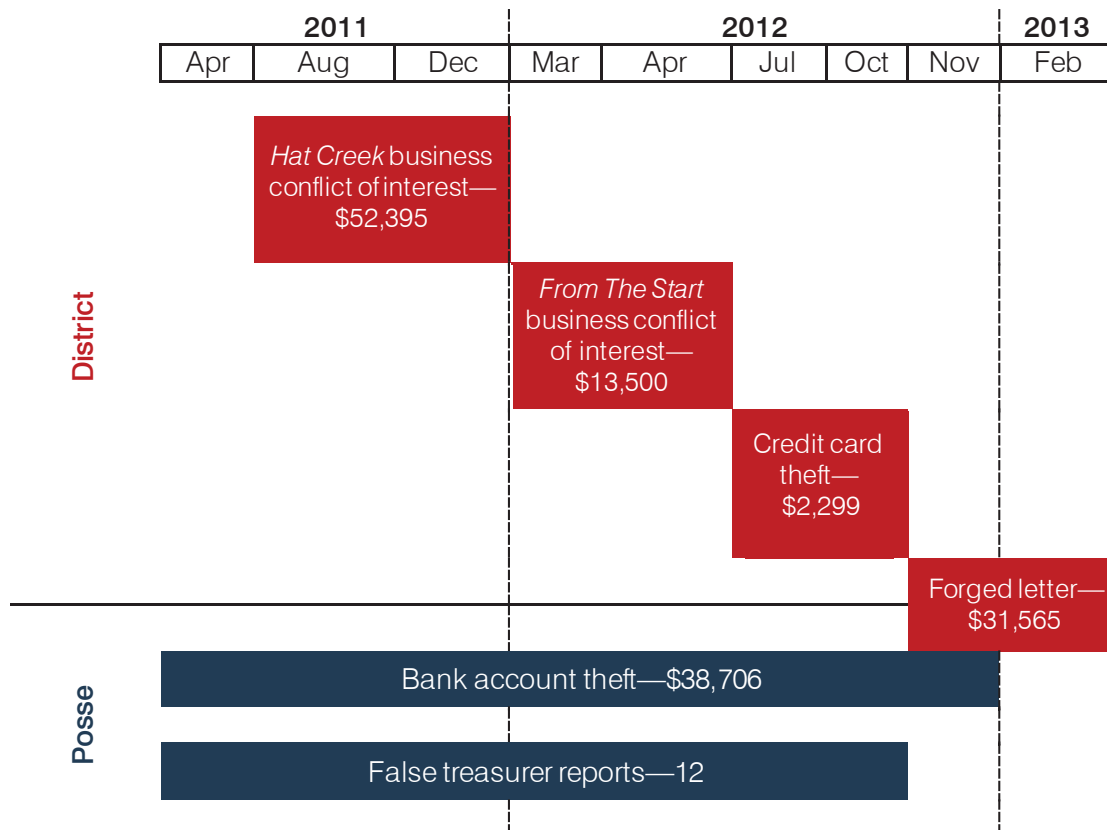 2011 2012 2013
Apr Aug Dec Mar Apr Jul Oct Nov Feb
Hat Creek business
conflict of interest—
$52,395
From The Start
business conflict
of interest—
$13,500
District
Credit card
theft—
$2,299
Forged letter—
$31,565
Bank account theft—$38,706
Posse
False treasurer reports—12